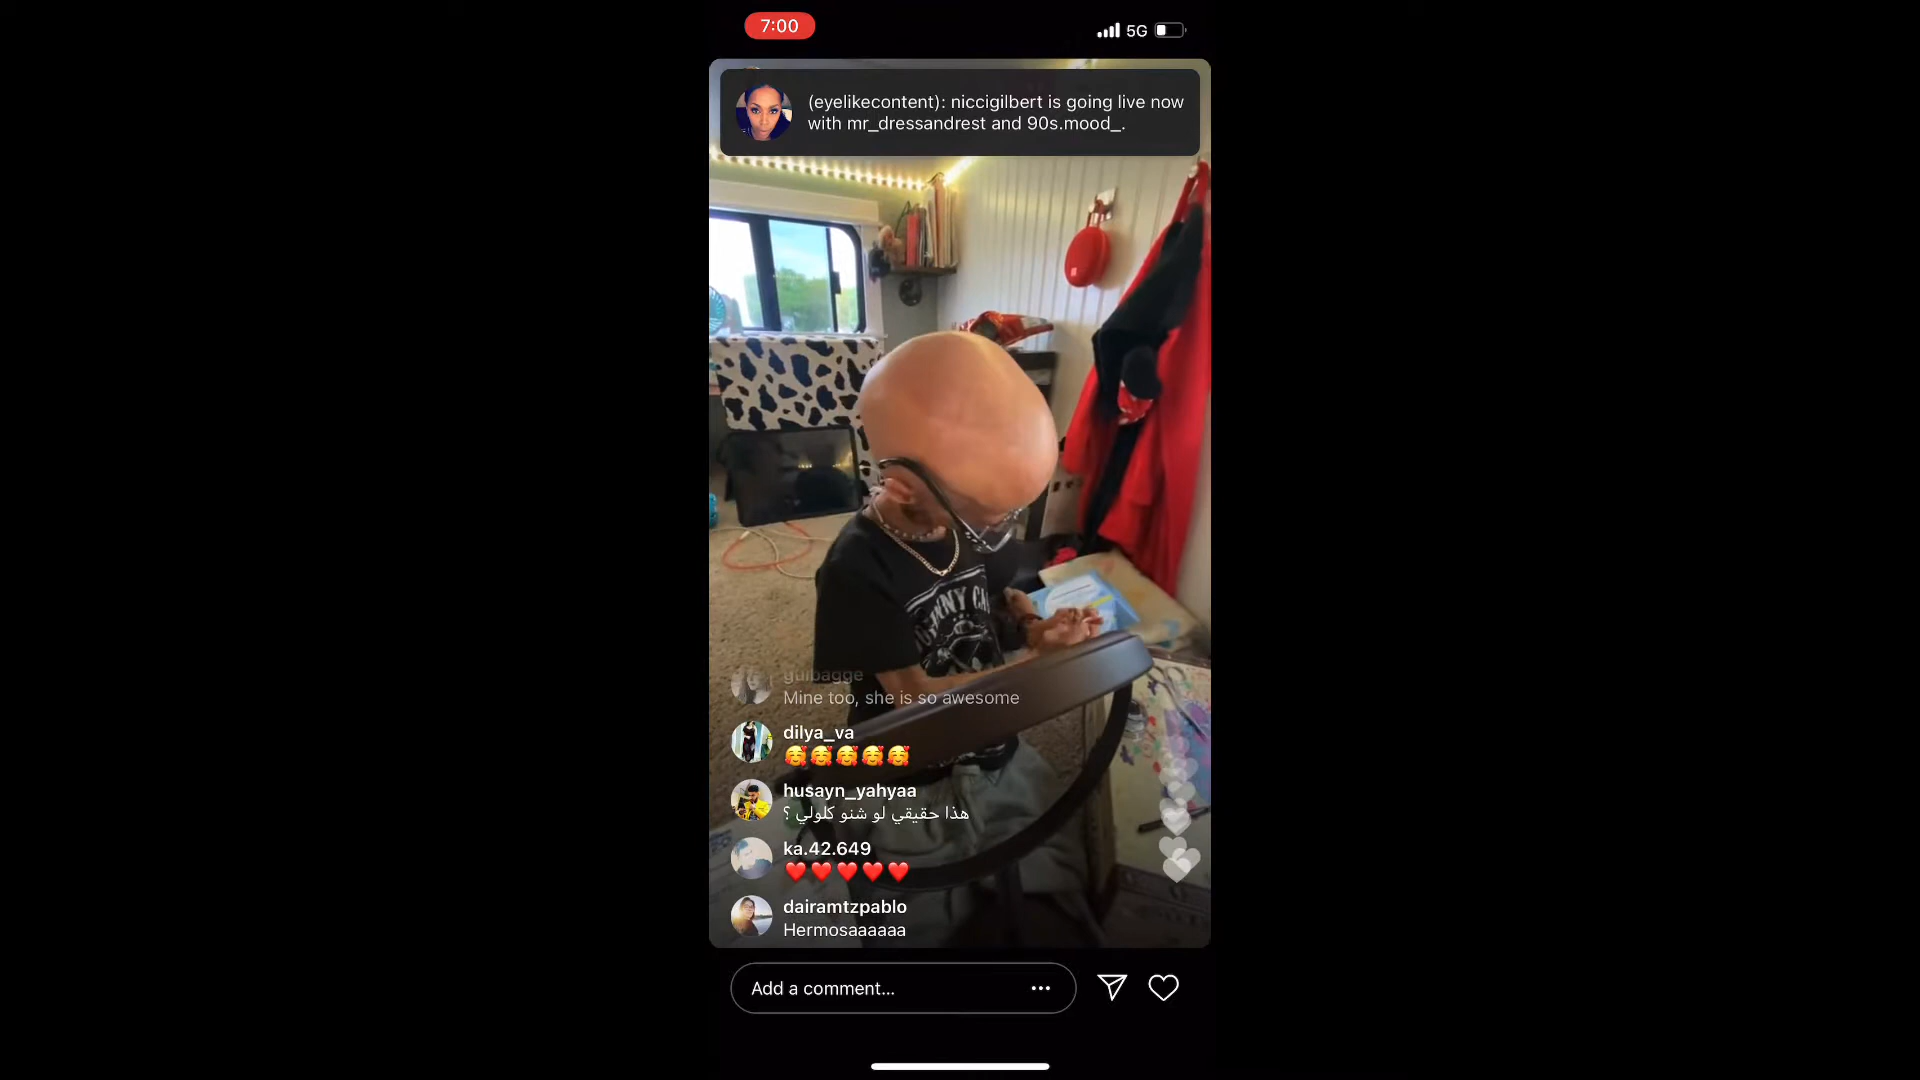 7:00
5G
(eyelikecontent): niccigilbert is going live now
with mr_dressandrest and 90s.mood_.
guibagge
Mine too, she is so awesome
dilya_va
🥰🥰🥰🥰🥰
husayn_yahyaa
هذا حقيقي لو شنو كلولي ؟
ka.42.649
❤️❤️❤️❤️❤️
dairamtzpablo
Hermosaaaaaa
Add a comment...